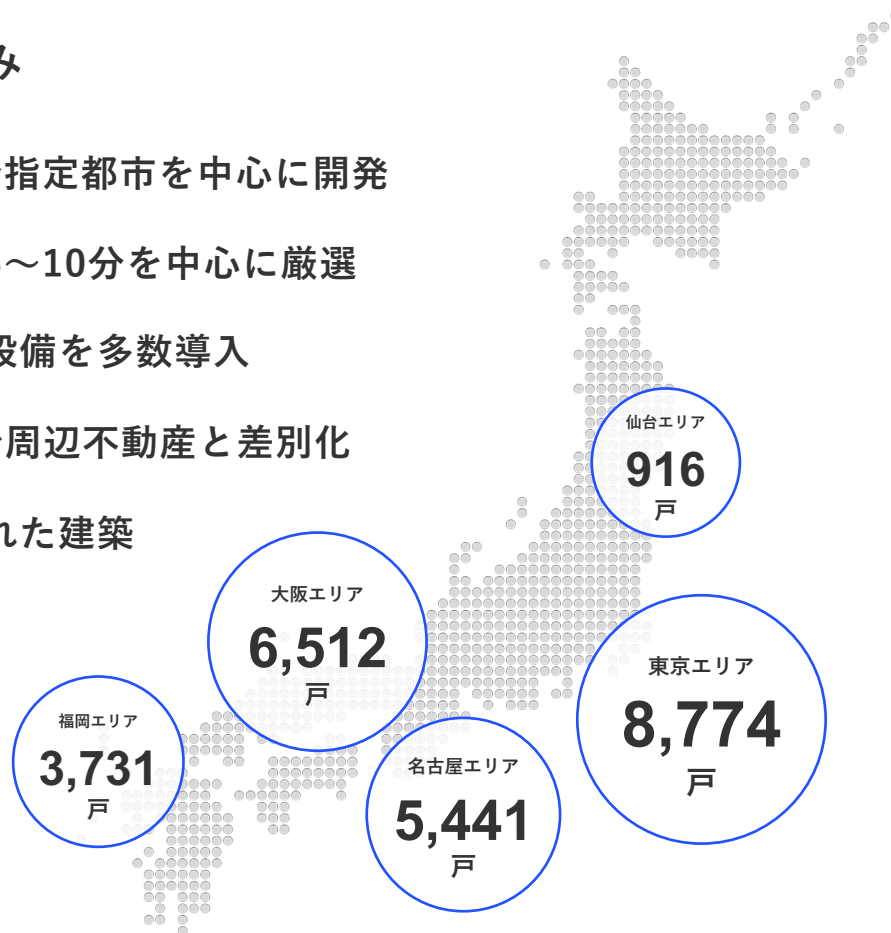 み
指定都市を中心に開発
～10分を中心に厳選
設備を多数導入
周辺不動産と差別化
れた建築
仙台エリア
916
戸
大阪エリア
6,512
戸
東京エリア
8,774
戸
福岡エリア
3,731
戸
名古屋エリア
5,441
戸